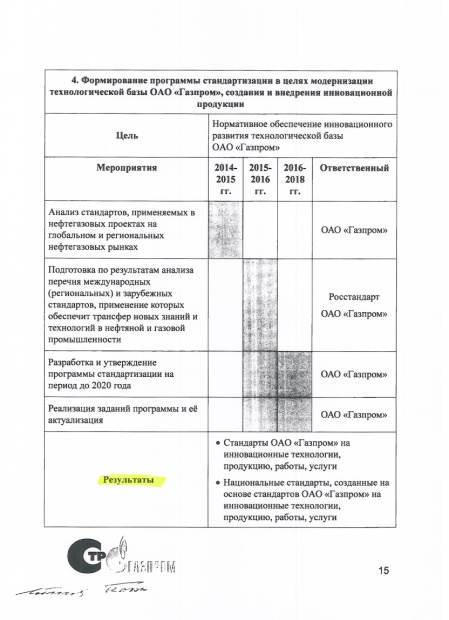 4. Формирование программы стандартизации в целях модернизации
технологической базы ОАО «Газпром», создания и внедрения инновационной
продукции
Цель
Нормативное обеспечение инновационного
развития технологической базы
ОАО «Газпром»
Мероприятия
2014-
2015
гг.
2015-
2016
гг.
2016-
2018
гг.
Ответственный
Анализ стандартов, применяемых в
нефтегазовых проектах на
глобальном и региональных
нефтегазовых рынках
ОАО «Газпром»
Подготовка по результатам анализа
перечня международных
(региональных) и зарубежных
стандартов, применение которых
обеспечит трансфер новых знаний и
технологий в нефтяной и газовой
промышленности
Росстандарт
ОАО «Газпром»
Разработка и утверждение
программы стандартизации на
период до 2020 года
ОАО «Газпром»
Реализация заданий программы и её
актуализация
ОАО «Газпром»
Результаты
• Стандарты ОАО «Газпром» на
инновационные технологии,
продукцию, работы, услуги
• Национальные стандарты, созданные на
основе стандартов ОАО «Газпром» на
инновационные технологии,
продукцию, работы, услуги
СТР
ГАЗПРОМ
15